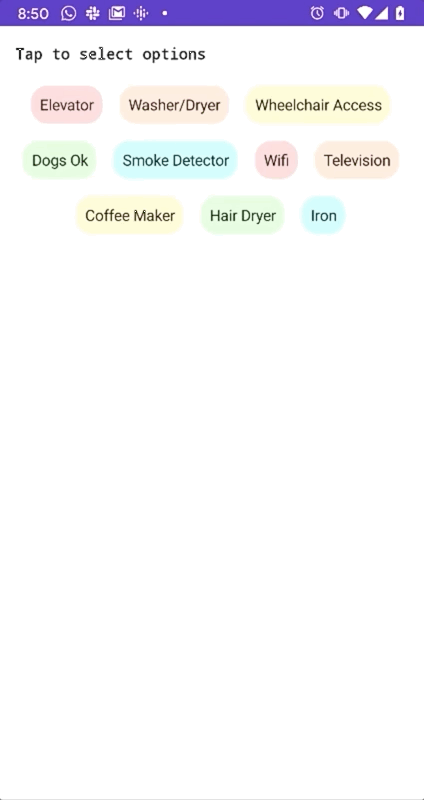 8:50
Tap to select options
Elevator Washer/Dryer Wheelchair Access
Dogs Ok Smoke Detector Wifi Television
Coffee Maker Hair Dryer Iron